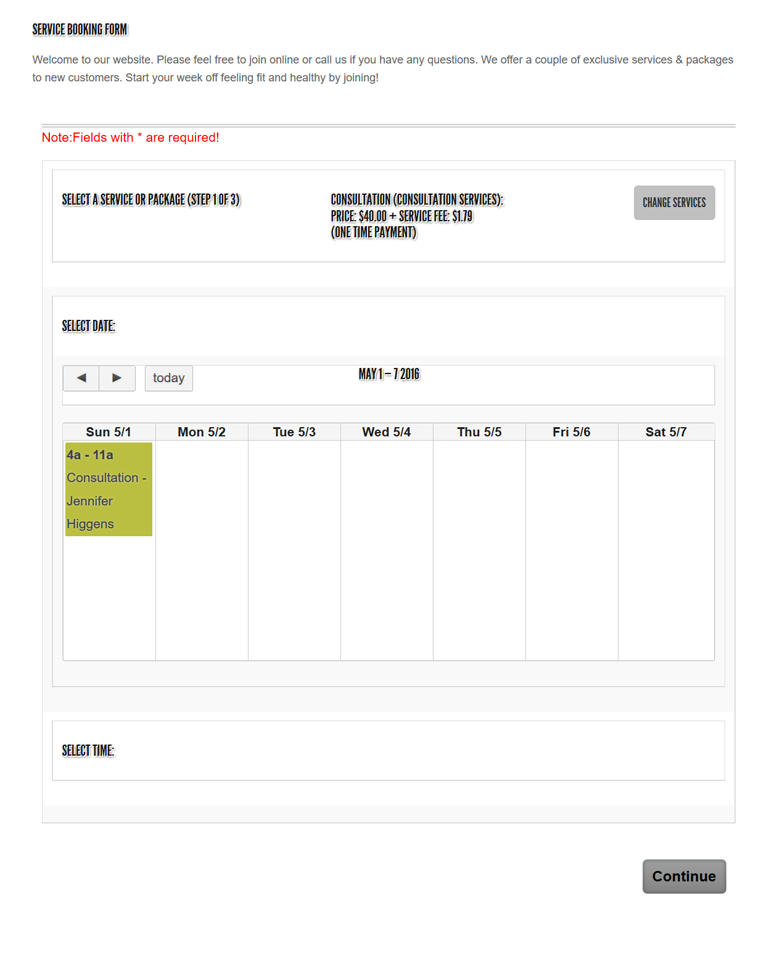 SERVICE BOOKING FORM
Welcome to our website. Please feel free to join online or call us if you have any questions. We offer a couple of exclusive services & packages
to new customers. Start your week off feeling fit and healthy by joining!
Note:Fields with * are required!
SELECT A SERVICE OR PACKAGE (STEP 1 OF 3)
CONSULTATION (CONSULTATION SERVICES):
PRICE: $40.00 + SERVICE FEE: $1.79
(ONE TIME PAYMENT)
CHANGE SERVICES
SELECT DATE:
◀ ▶ today MAY 1 – 7 2016
Sun 5/1 Mon 5/2 Tue 5/3 Wed 5/4 Thu 5/5 Fri 5/6 Sat 5/7
4a - 11a
Consultation -
Jennifer
Higgens
SELECT TIME:
Continue